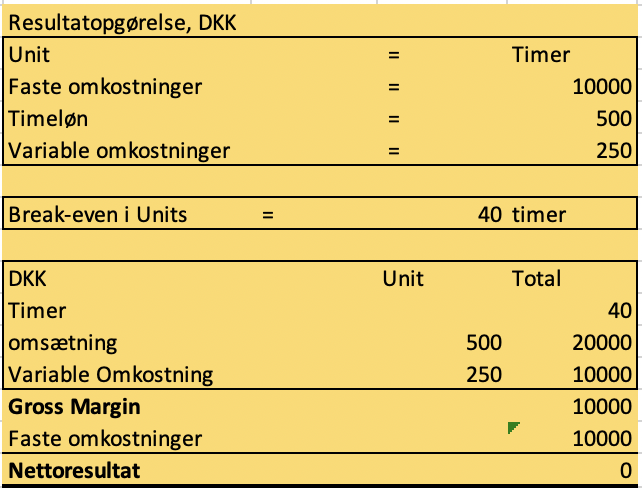 Resultatopgørelse, DKK
Unit = Timer
Faste omkostninger = 10000
Timeløn = 500
Variable omkostninger = 250
Break-even i Units = 40 timer
DKK Unit Total
Timer 40
omsætning 500 20000
Variable Omkostning 250 10000
Gross Margin 10000
Faste omkostninger 10000
Nettoresultat 0